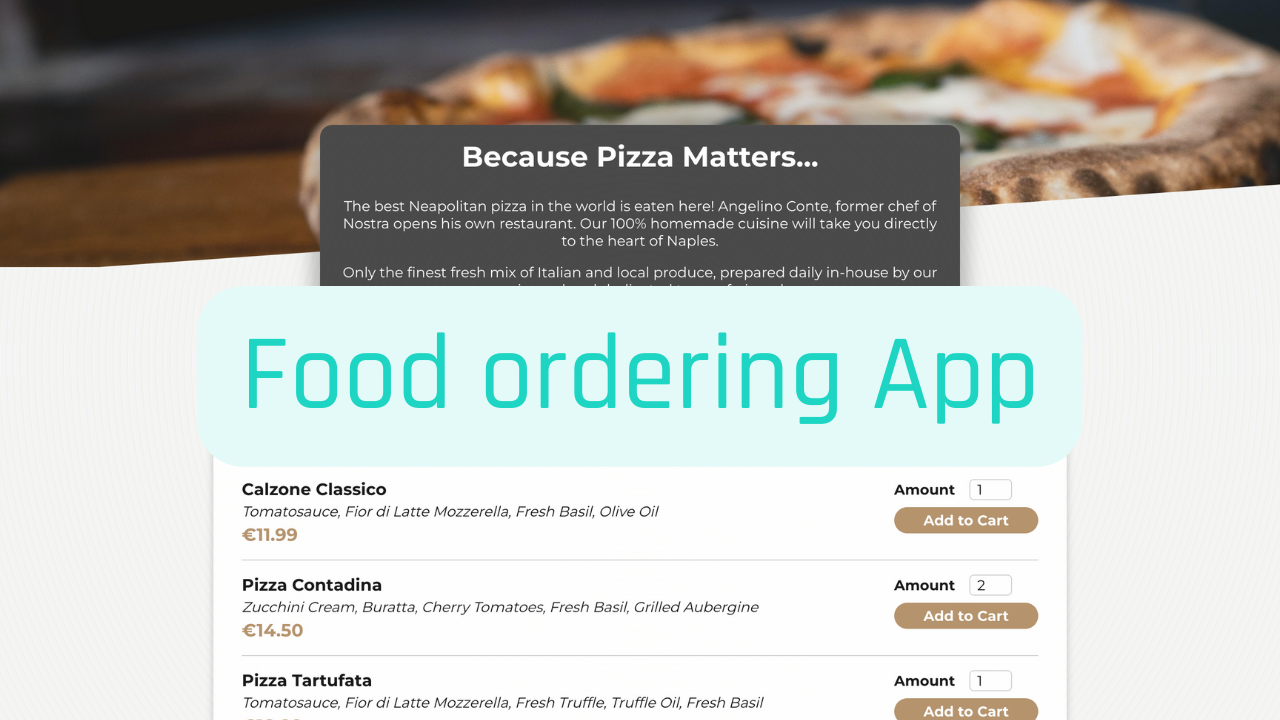 Because Pizza Matters...
The best Neapolitan pizza in the world is eaten here! Angelino Conte, former chef of
Nostra opens his own restaurant. Our 100% homemade cuisine will take you directly
to the heart of Naples.
Only the finest fresh mix of Italian and local produce, prepared daily in-house by our
Food ordering App
Calzone Classico
Amount 1
Tomatosauce, Fior di Latte Mozzerella, Fresh Basil, Olive Oil
Add to Cart
€11.99
Pizza Contadina
Amount 2
Zucchini Cream, Buratta, Cherry Tomatoes, Fresh Basil, Grilled Aubergine
Add to Cart
€14.50
Pizza Tartufata
Amount 1
Tomatosauce, Fior di Latte Mozzerella, Fresh Truffle, Truffle Oil, Fresh Basil
Add to Cart